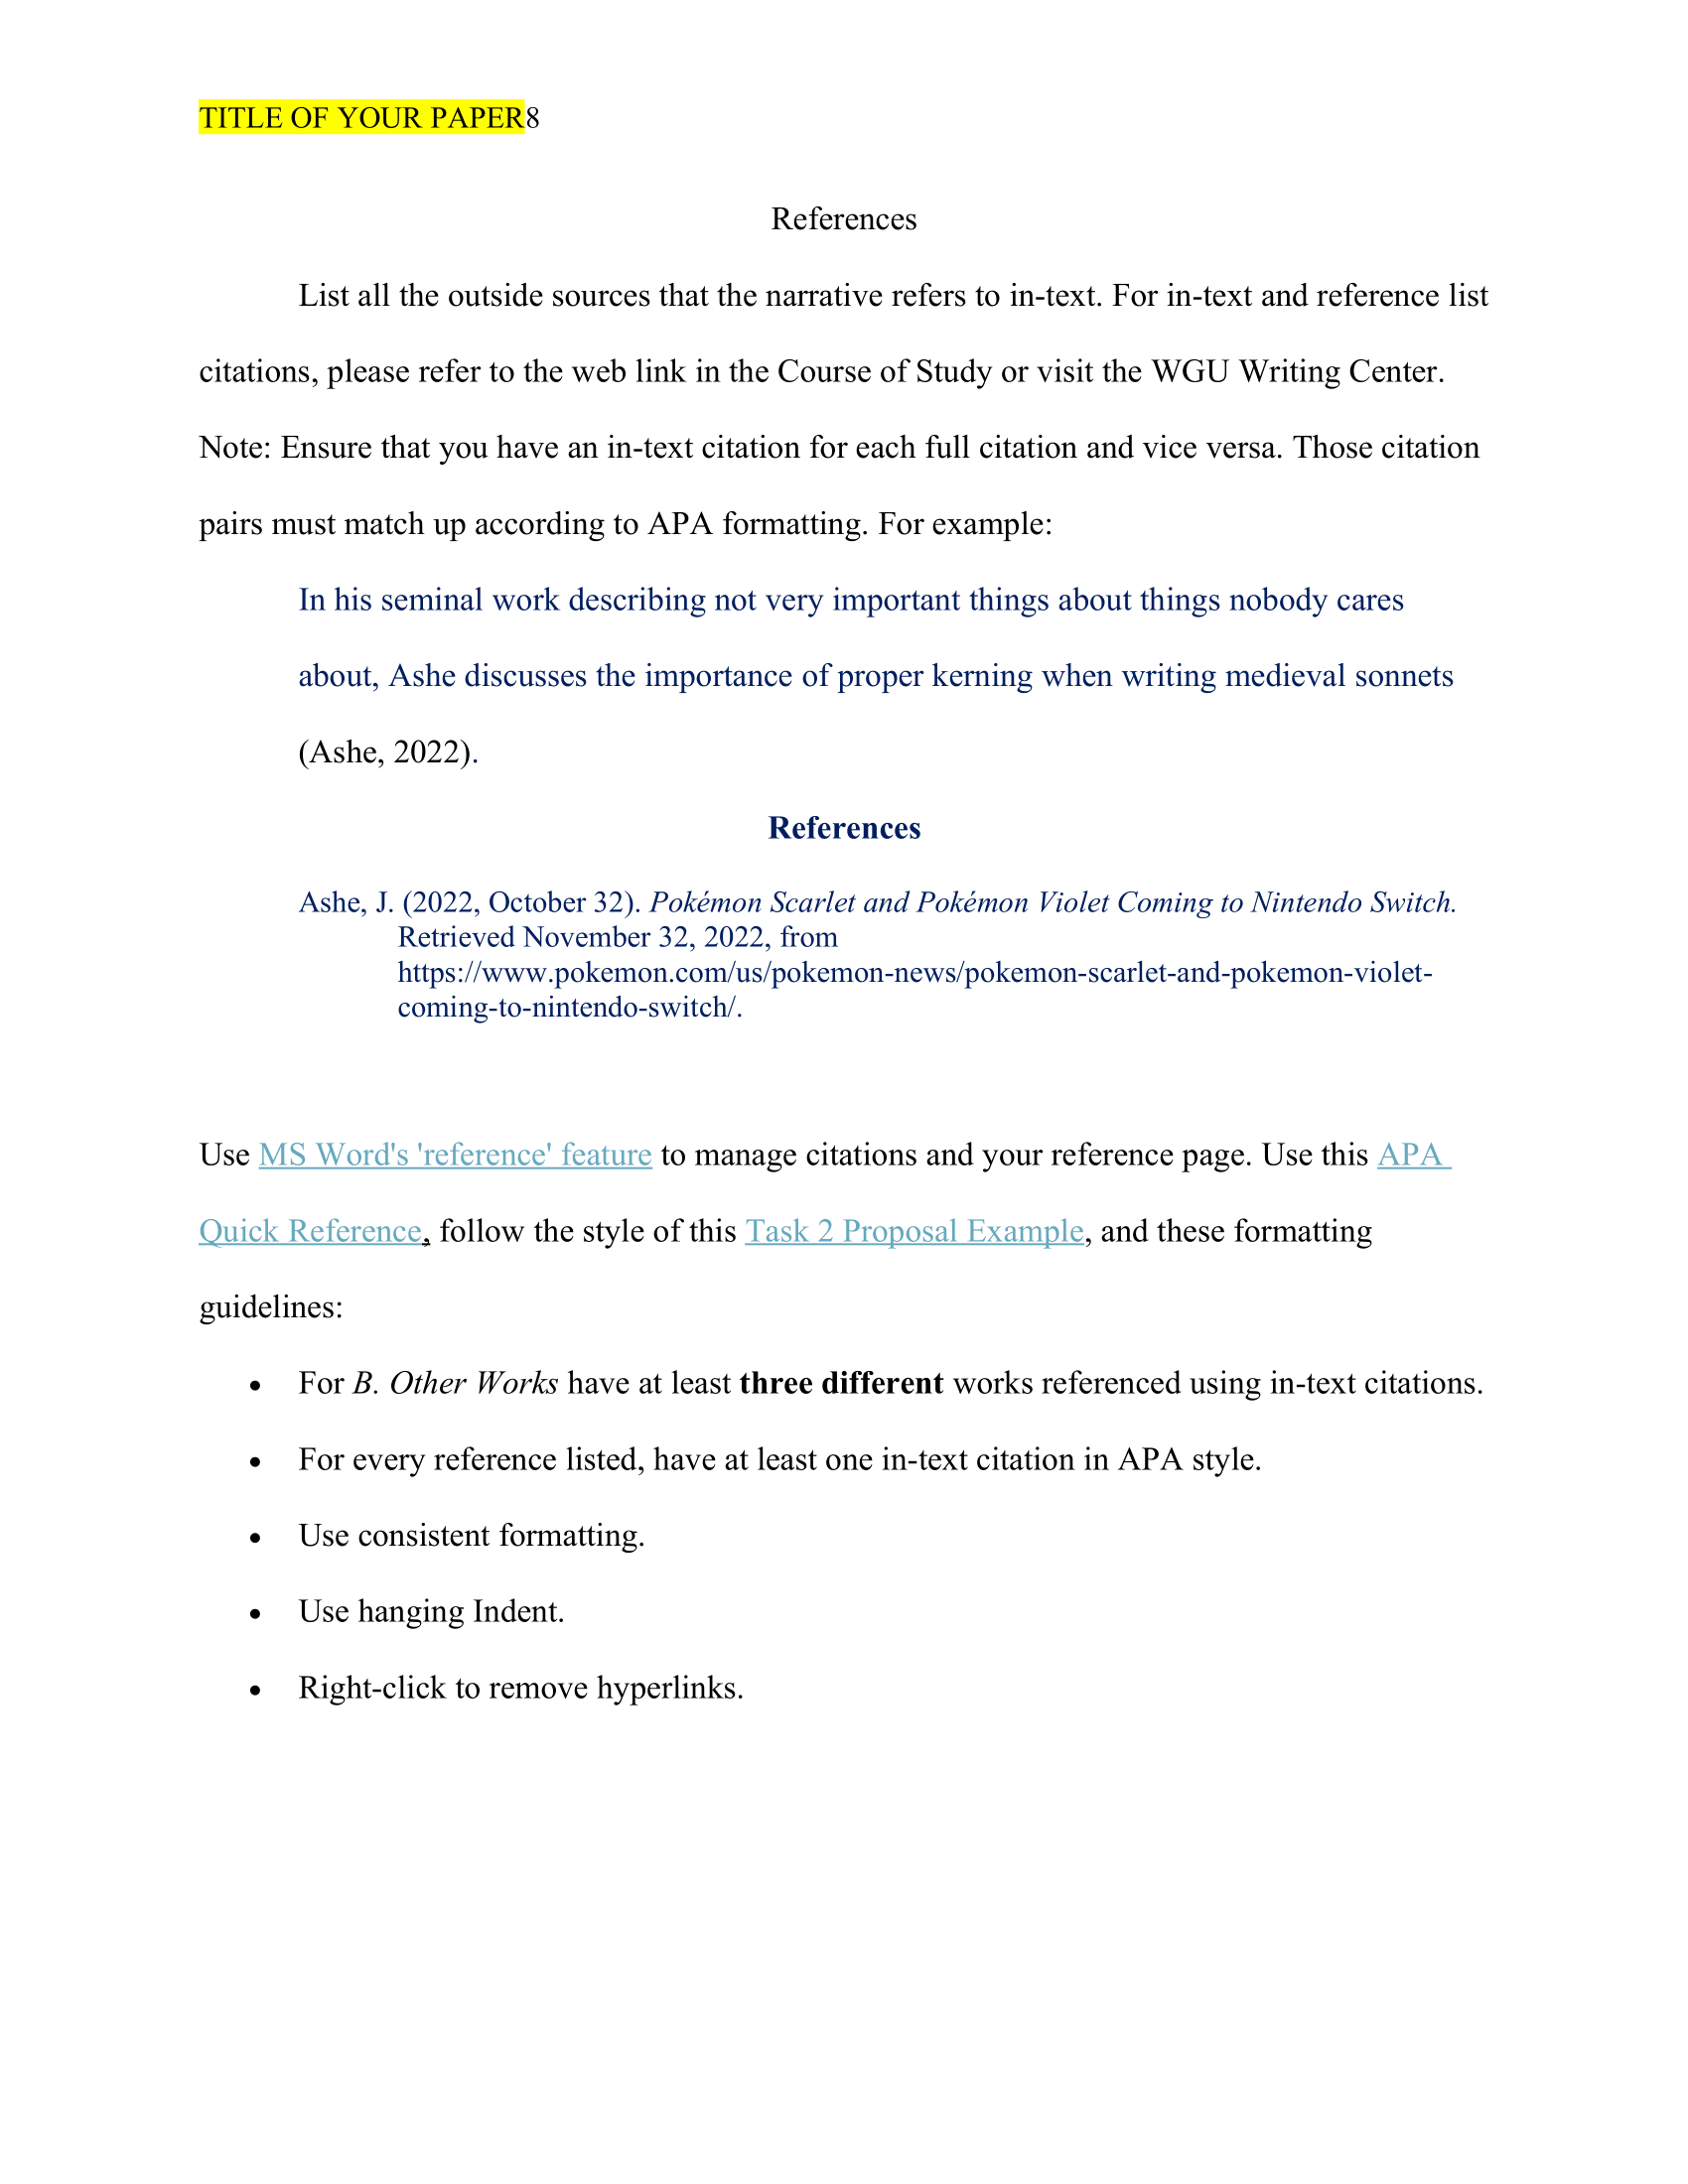 TITLE OF YOUR PAPER8
References
List all the outside sources that the narrative refers to in-text. For in-text and reference list
citations, please refer to the web link in the Course of Study or visit the WGU Writing Center.
Note: Ensure that you have an in-text citation for each full citation and vice versa. Those citation
pairs must match up according to APA formatting. For example:
In his seminal work describing not very important things about things nobody cares
about, Ashe discusses the importance of proper kerning when writing medieval sonnets
(Ashe, 2022).
References
Ashe, J. (2022, October 32). Pokémon Scarlet and Pokémon Violet Coming to Nintendo Switch.
Retrieved November 32, 2022, from
https://www.pokemon.com/us/pokemon-news/pokemon-scarlet-and-pokemon-violet-
coming-to-nintendo-switch/.
Use MS Word's 'reference' feature to manage citations and your reference page. Use this APA
Quick Reference, follow the style of this Task 2 Proposal Example, and these formatting
guidelines:
• For B. Other Works have at least three different works referenced using in-text citations.
• For every reference listed, have at least one in-text citation in APA style.
• Use consistent formatting.
• Use hanging Indent.
• Right-click to remove hyperlinks.